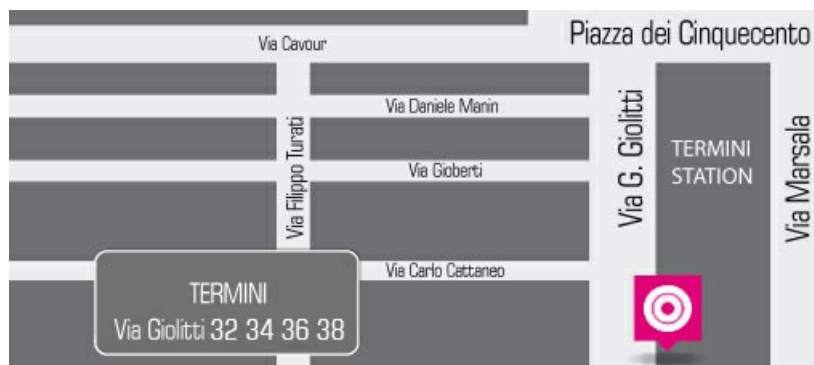 Piazza dei Cinquecento
Via Cavour
Via Daniele Manin
Via Filippo Turati
Via Gioberti
Via G. Giolitti
TERMINI
STATION
Via Marsala
Via Carlo Cattaneo
TERMINI
Via Giolitti 32 34 36 38